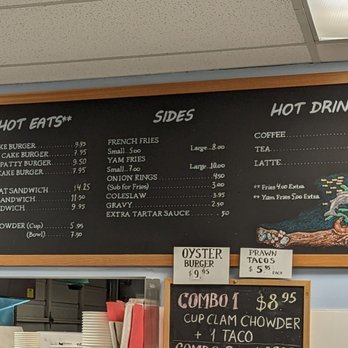 HOT EATS**
KE BURGER 9.95
CAKE BURGER 7.95
PATTY BURGER 9.50
CAKE BURGER 7.95
AT SANDWICH 14.25
SANDWICH 11.50
SANDWICH 9.95
OWDER (Cup) 5.95
(Bowl) 7.50
SIDES
FRENCH FRIES
Small..5.00 Large..8.00
YAM FRIES
Small..7.00 Large..10.00
ONION RINGS 4.50
(Sub for Fries) 3.00
COLESLAW 3.95
GRAVY 2.50
EXTRA TARTAR SAUCE .50
HOT DRIN
COFFEE
TEA
LATTE
** Fries 4.00 Extra
** Yam Fries 5.00 Extra
OYSTER
BURGER
$9.95
PRAWN
TACOS
$5.95
EACH
COMBO 1 $8.95
CUP CLAM CHOWDER
+ 1 TACO